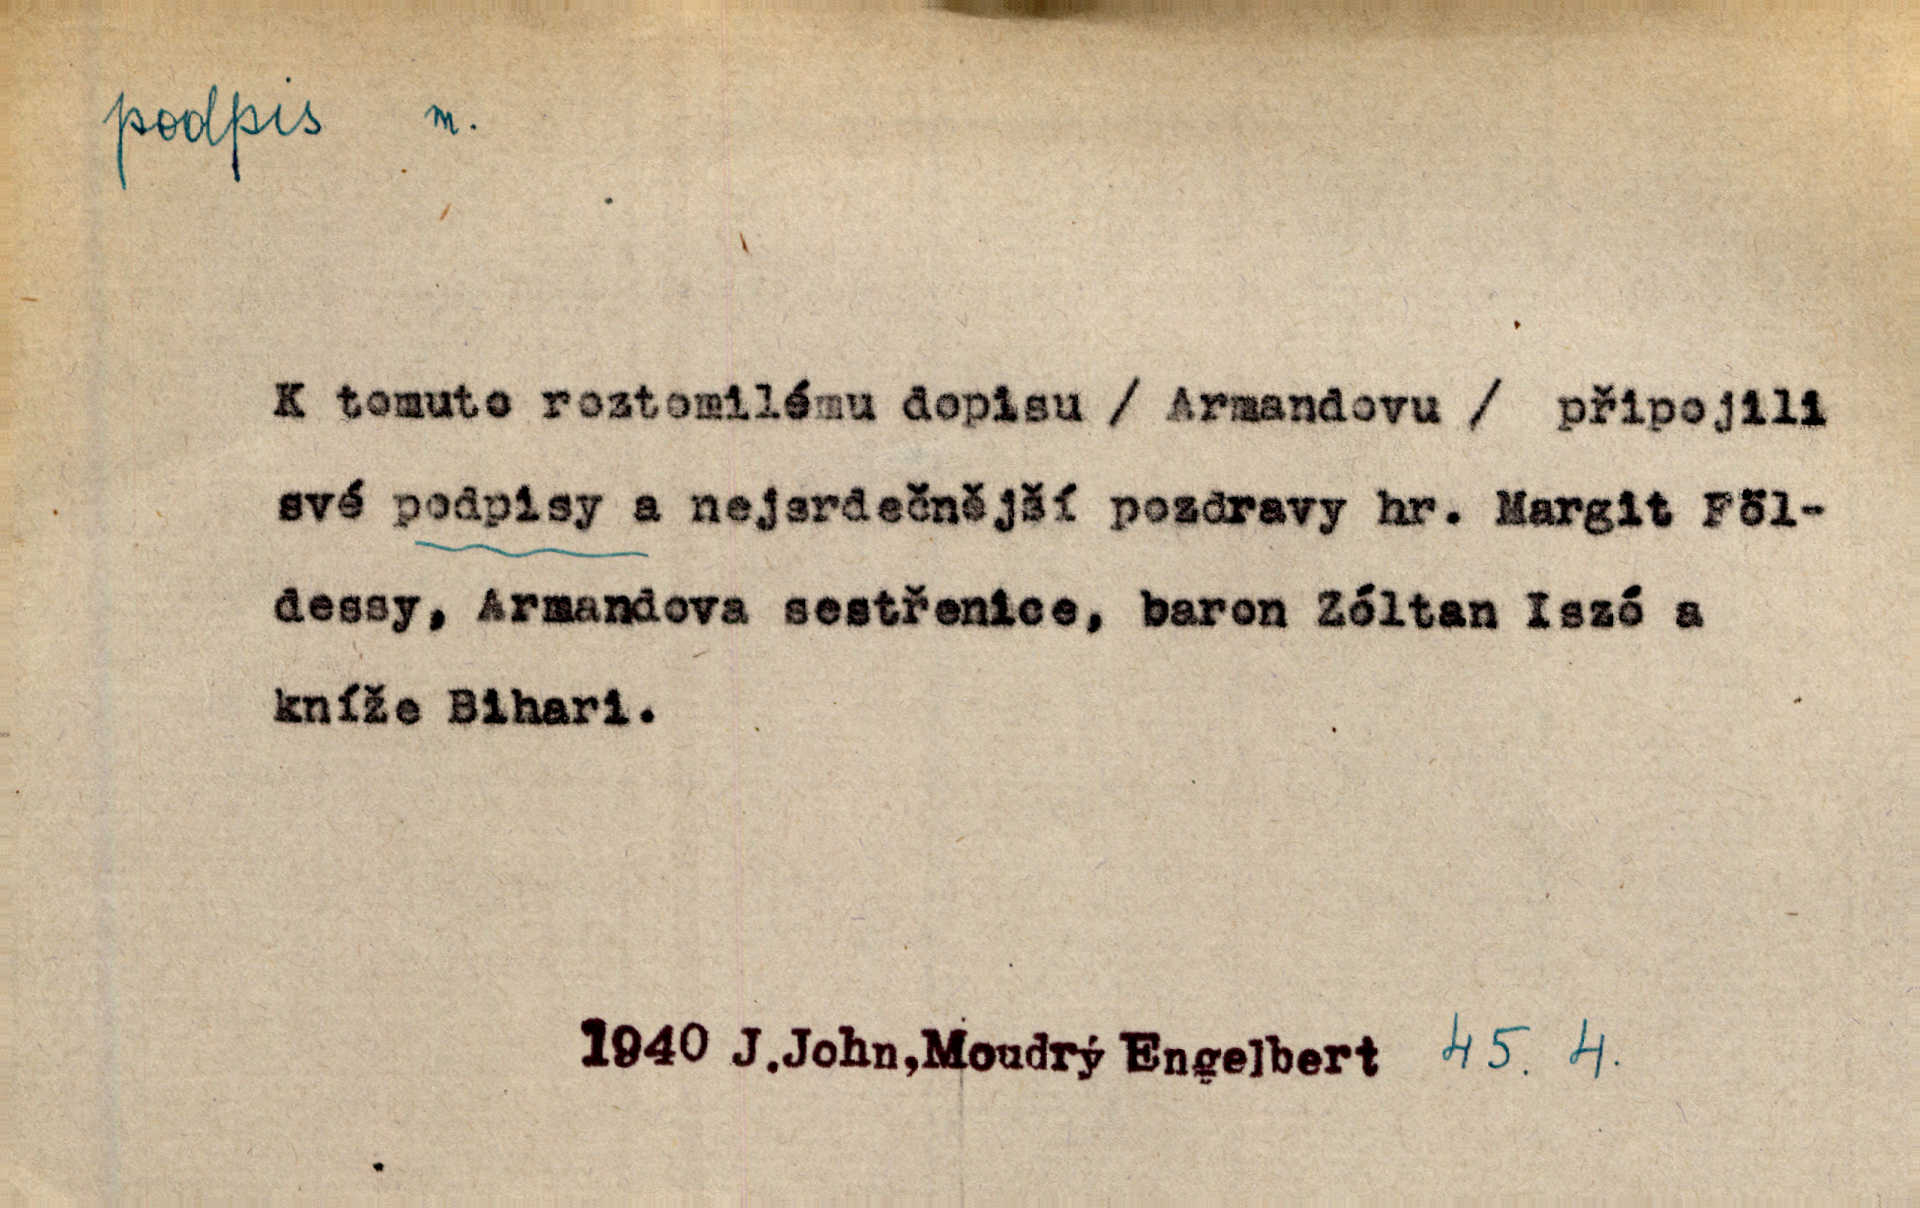 podpis m.
K tomuto roztomilému dopisu / Armandovu / připojili
své podpisy a nejsrdečnější pozdravy hr. Margit Föl-
dessy, Armandova sestřenice, baron Zóltan Iszó a
kníže Bihari.
1940 J.John,Moudrý Engelbert 45. 4.